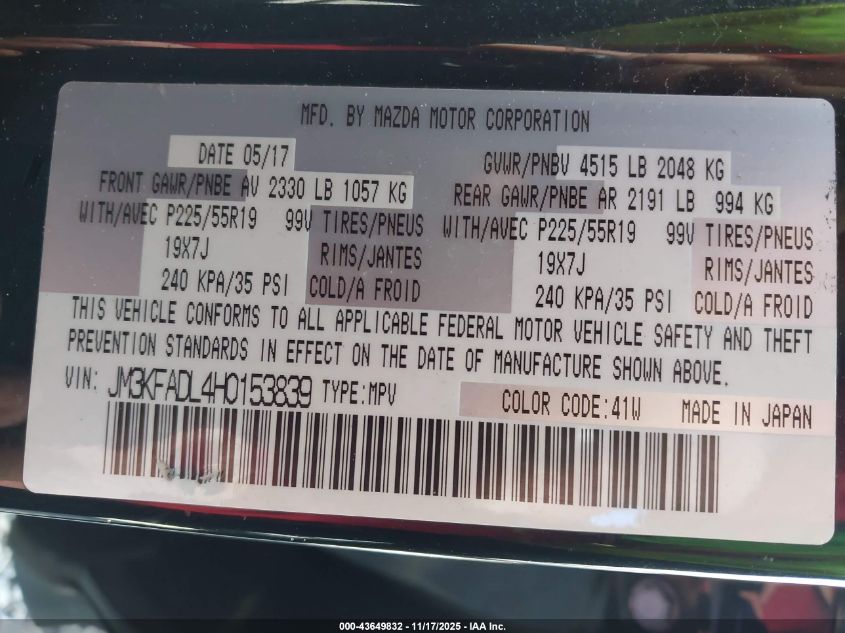 MFD. BY MAZDA MOTOR CORPORATION
DATE 05/17 GVWR/PNBV 4515 LB 2048 KG
FRONT GAWR/PNBE AV 2330 LB 1057 KG REAR GAWR/PNBE AR 2191 LB 994 KG
WITH/AVEC P225/55R19 99V TIRES/PNEUS WITH/AVEC P225/55R19 99V TIRES/PNEUS
19X7J RIMS/JANTES 19X7J RIMS/JANTES
240 KPA/35 PSI COLD/A FROID 240 KPA/35 PSI COLD/A FROID
THIS VEHICLE CONFORMS TO ALL APPLICABLE FEDERAL MOTOR VEHICLE SAFETY AND THEFT
PREVENTION STANDARDS IN EFFECT ON THE DATE OF MANUFACTURE SHOWN ABOVE.
VIN: JM3KFADL4H0153839 TYPE:MPV COLOR CODE:41W MADE IN JAPAN
000-43649832 - 11/17/2025 - IAA Inc.